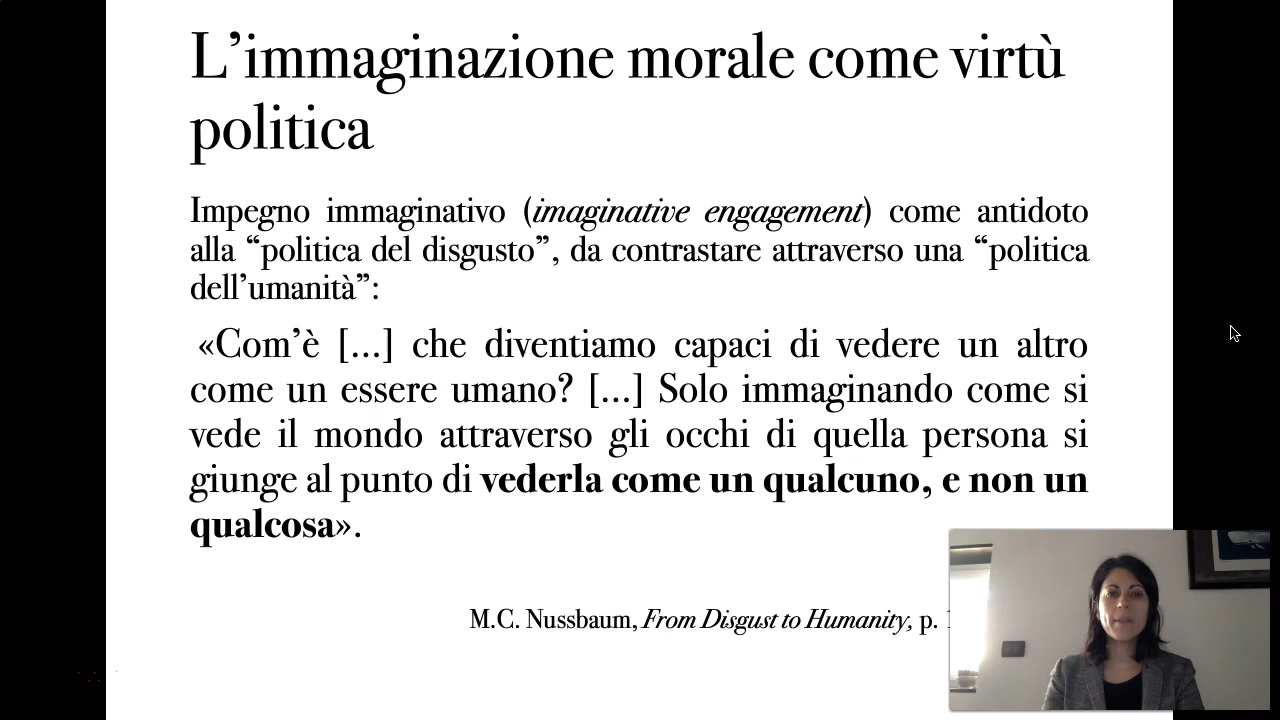 L’immaginazione morale come virtù
politica
Impegno immaginativo (imaginative engagement) come antidoto
alla “politica del disgusto”, da contrastare attraverso una “politica
dell’umanità”:
«Com’è [...] che diventiamo capaci di vedere un altro
come un essere umano? [...] Solo immaginando come si
vede il mondo attraverso gli occhi di quella persona si
giunge al punto di vederla come un qualcuno, e non un
qualcosa».
M.C. Nussbaum, From Disgust to Humanity, p.